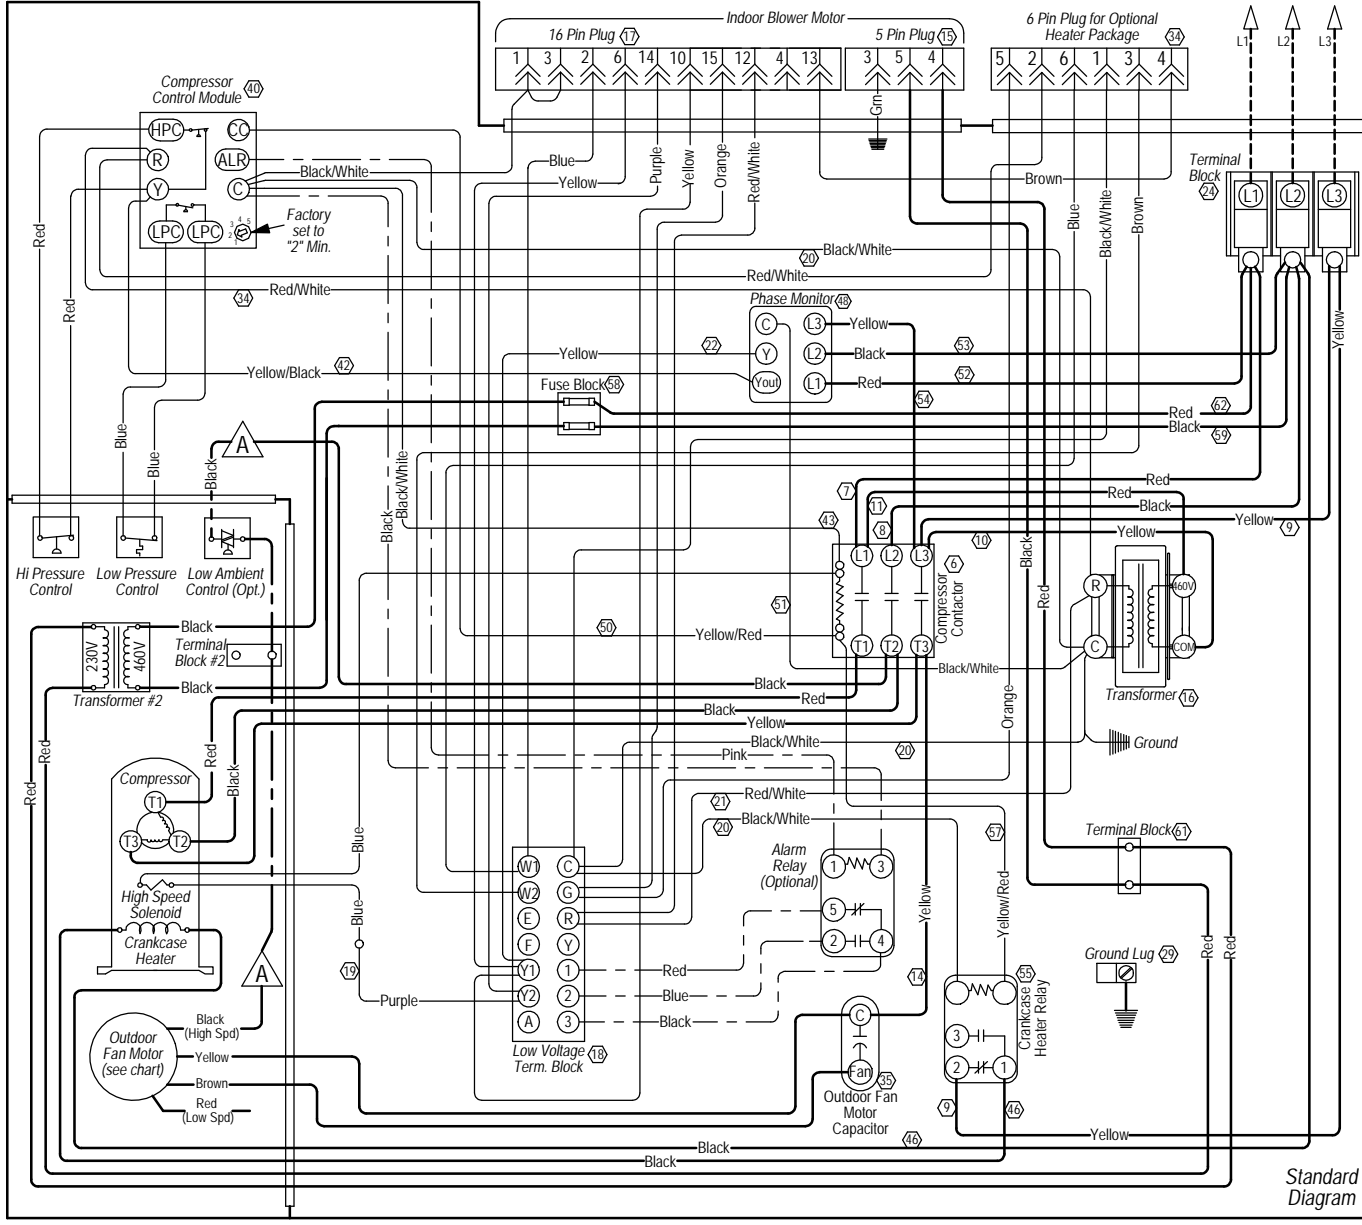 Indoor Blower Motor
16 Pin Plug 17
5 Pin Plug 15
6 Pin Plug for Optional
Heater Package 34
1 3 2 6 14 10 15 12 4 13
3 5 4
5 2 6 1 3 4
L1 L2 L3
Compressor
Control Module 40
HPC CC
R ALR
Y C
LPC LPC
3 4 5
2
1
Factory
set to
"2" Min.
Black/White
Blue
Yellow
Purple
Yellow
Orange
Red/White
Grn
Brown
Blue
Black/White
Brown
Terminal
Block
24
L1 L2 L3
Red
Red
20
Black/White
Red/White
34
Red/White
Phase Monitor 48
C L3 Yellow
22
Yellow
Y L2 Black 53
42
Yellow/Black
Yout L1 Red 52
Yellow
Fuse Block 58
54
Red 62
Black 59
A
Blue
Blue
Black
Black/White
Black
Red
7
11
Red
8
Black
43
Yellow 9
10
Yellow
Hi Pressure
Control
Low Pressure
Control
Low Ambient
Control (Opt.)
L1 L2 L3
6
Compressor
Contactor
T1 T2 T3
51
50
Yellow/Red
Black/White
Black
Red
R 460V
C COM
Transformer 16
230V 460V
Transformer #2
Black
Black
Terminal
Block #2
Black
Red
Black
Yellow
Black/White
20
Pink
Orange
Ground
Red
Red
Red
Black
Compressor
T1
T3 T2
High Speed
Solenoid
Crankcase
Heater
A
Blue
Blue
19
Purple
21
Red/White
20
Black/White
57
Yellow/Red
Alarm
Relay
(Optional)
1 3
5
2 4
Yellow
14
W1 C
W2 G
E R
F Y
Y1 1
Y2 2
A 3
Red
Blue
Black
Low Voltage 18
Term. Block
Terminal Block 61
Ground Lug 29
Red
Red
55
Crankcase
Heater Relay
3
2 1
9
46
C
Fan
35
Outdoor Fan
Motor
Capacitor
Outdoor
Fan Motor
(see chart)
Black
(High Spd)
Yellow
Brown
Red
(Low Spd)
Yellow
46
Black
Black
Standard
Diagram